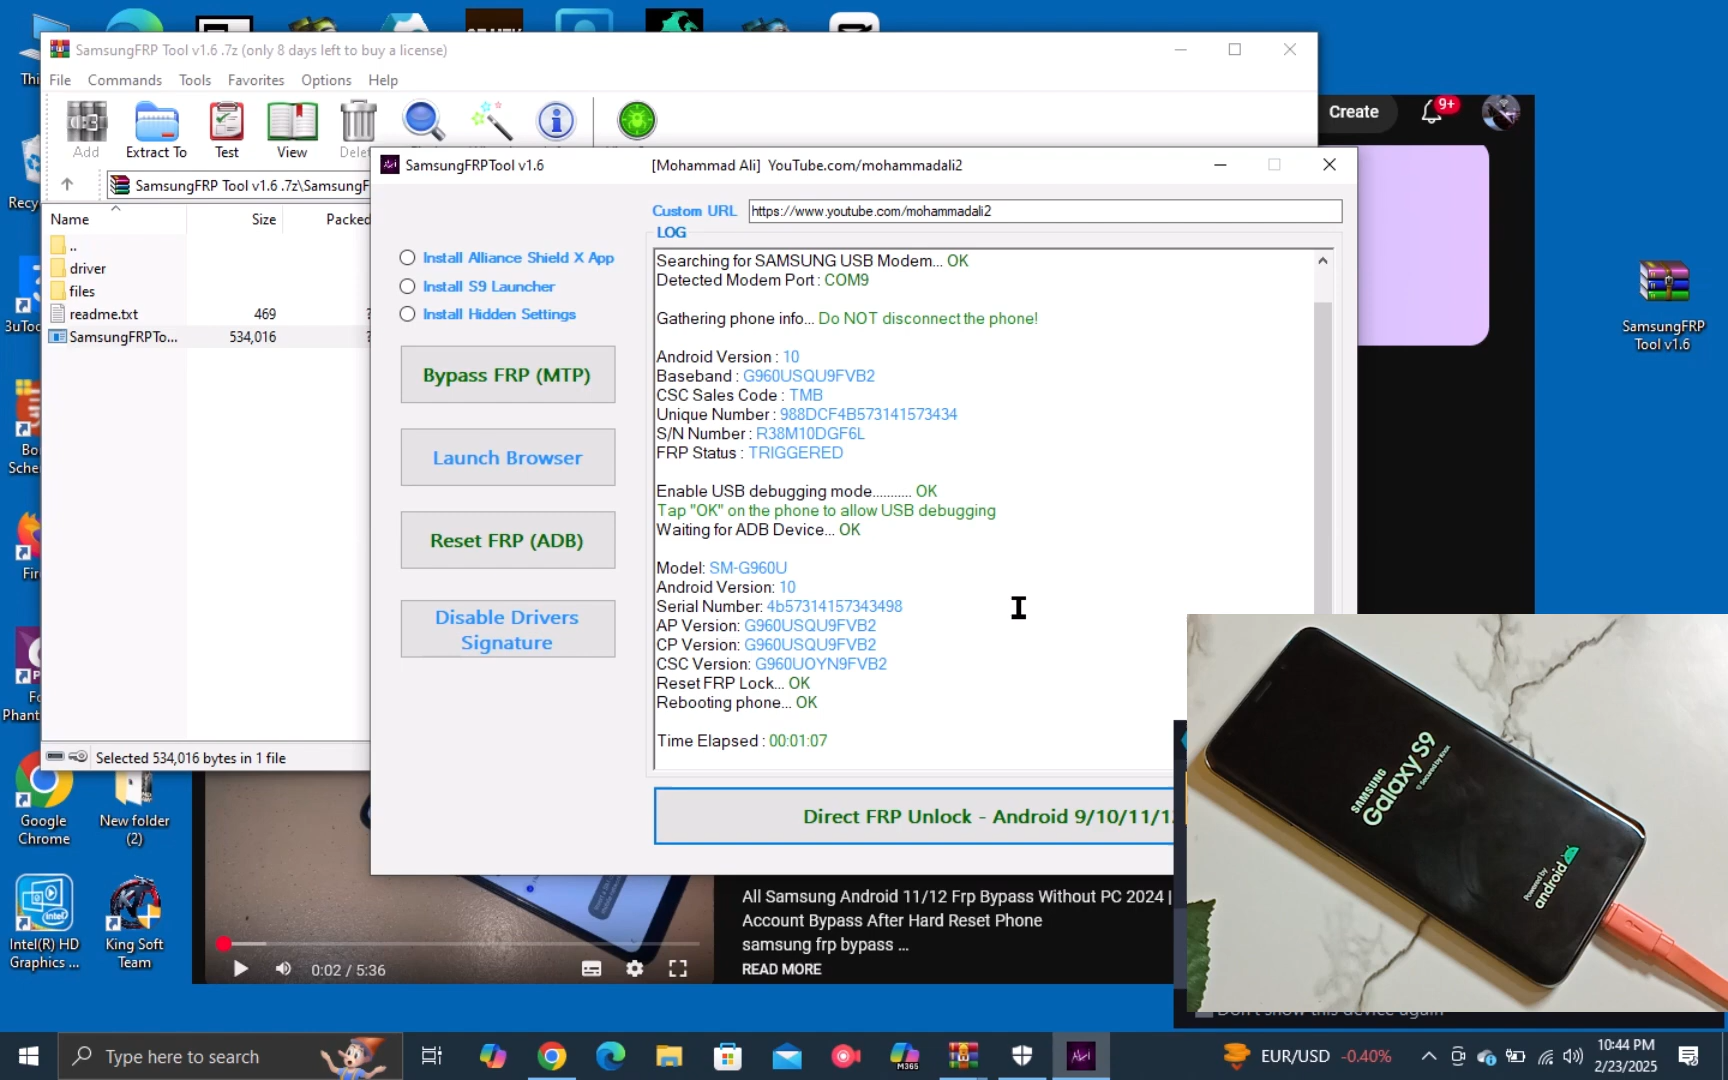 SamsungFRP Tool v1.6 .7z (only 8 days left to buy a license)
File Commands Tools Favorites Options Help
Add Extract To Test View
SamsungFRP Tool v1.6 .7z\SamsungF
Name Size Packed
..
driver
files
readme.txt 469
SamsungFRPTo... 534,016
Selected 534,016 bytes in 1 file
SamsungFRPTool v1.6 [Mohammad Ali] YouTube.com/mohammadali2
Custom URL https://www.youtube.com/mohammadali2
LOG
Install Alliance Shield X App
Install S9 Launcher
Install Hidden Settings
Bypass FRP (MTP)
Launch Browser
Reset FRP (ADB)
Disable Drivers
Signature
Searching for SAMSUNG USB Modem... OK
Detected Modem Port : COM9
Gathering phone info... Do NOT disconnect the phone!
Android Version : 10
Baseband : G960USQU9FVB2
CSC Sales Code : TMB
Unique Number : 988DCF4B573141573434
S/N Number : R38M10DGF6L
FRP Status : TRIGGERED
Enable USB debugging mode........... OK
Tap "OK" on the phone to allow USB debugging
Waiting for ADB Device... OK
Model: SM-G960U
Android Version: 10
Serial Number: 4b57314157343498
AP Version: G960USQU9FVB2
CP Version: G960USQU9FVB2
CSC Version: G960UOYN9FVB2
Reset FRP Lock... OK
Rebooting phone... OK
Time Elapsed : 00:01:07
Direct FRP Unlock - Android 9/10/11/1
Create
9+
SamsungFRP
Tool v1.6
SAMSUNG
Galaxy S9
Secured by Knox
Powered by
android
All Samsung Android 11/12 Frp Bypass Without PC 2024 |
Account Bypass After Hard Reset Phone
samsung frp bypass ...
READ MORE
0:02 / 5:36
Don't show this device again
Google
Chrome
New folder
(2)
Intel(R) HD
Graphics ...
King Soft
Team
Type here to search
M365
EUR/USD -0.40%
10:44 PM
2/23/2025